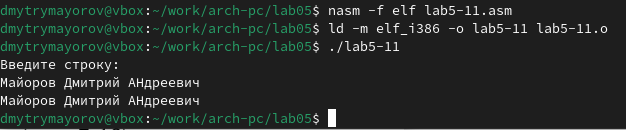 dmytrymayorov@vbox:~/work/arch-pc/lab05$ nasm -f elf lab5-11.asm
dmytrymayorov@vbox:~/work/arch-pc/lab05$ ld -m elf_i386 -o lab5-11 lab5-11.o
dmytrymayorov@vbox:~/work/arch-pc/lab05$ ./lab5-11
Введите строку:
Майоров Дмитрий АНдреевич
Майоров Дмитрий АНдреевич
dmytrymayorov@vbox:~/work/arch-pc/lab05$